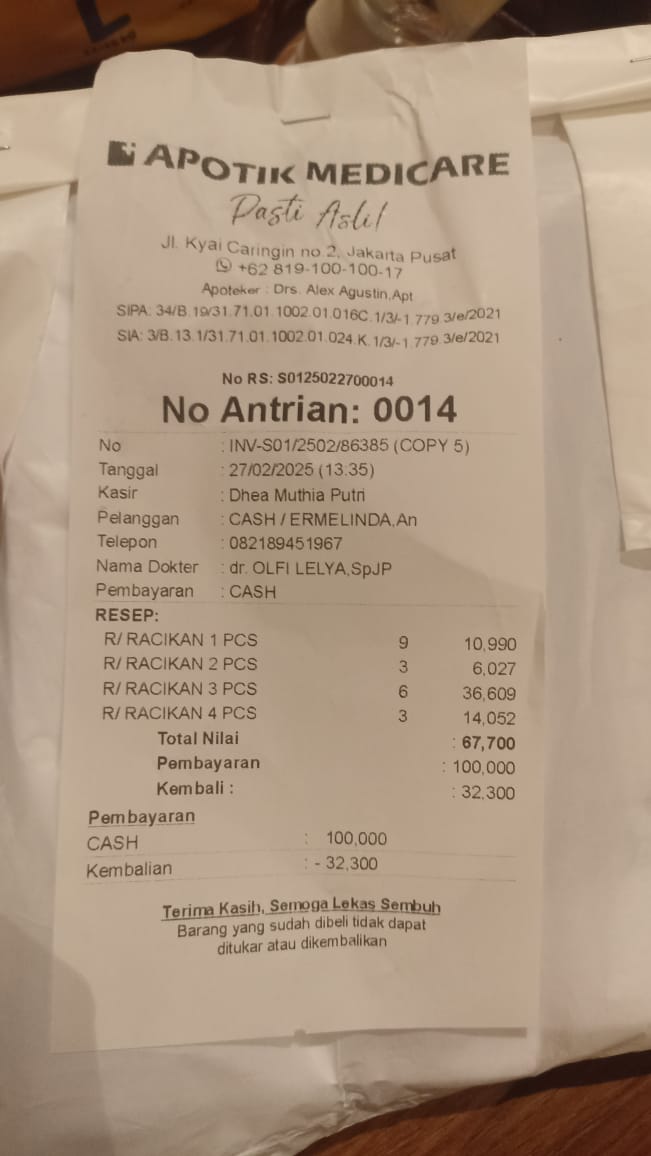 L
APOTIK MEDICARE
Pasti Asli!
Jl. Kyai Caringin no.2, Jakarta Pusat
+62 819-100-100-17
Apoteker : Drs. Alex Agustin,Apt
SIPA: 34/B.19/31.71.01.1002.01.016C.1/3/-1.779.3/e/2021
SIA: 3/B.13.1/31.71.01.1002.01.024.K.1/3/-1.779.3/e/2021
No RS: S0125022700014
No Antrian: 0014
No : INV-S01/2502/86385 (COPY 5)
Tanggal : 27/02/2025 (13.35)
Kasir : Dhea Muthia Putri
Pelanggan : CASH / ERMELINDA,An
Telepon : 082189451967
Nama Dokter : dr. OLFI LELYA,SpJP
Pembayaran : CASH
RESEP:
R/ RACIKAN 1 PCS 9 10,990
R/ RACIKAN 2 PCS 3 6,027
R/ RACIKAN 3 PCS 6 36,609
R/ RACIKAN 4 PCS 3 14,052
Total Nilai : 67,700
Pembayaran : 100,000
Kembali : : 32,300
Pembayaran
CASH : 100,000
Kembalian : - 32,300
Terima Kasih, Semoga Lekas Sembuh
Barang yang sudah dibeli tidak dapat
ditukar atau dikembalikan